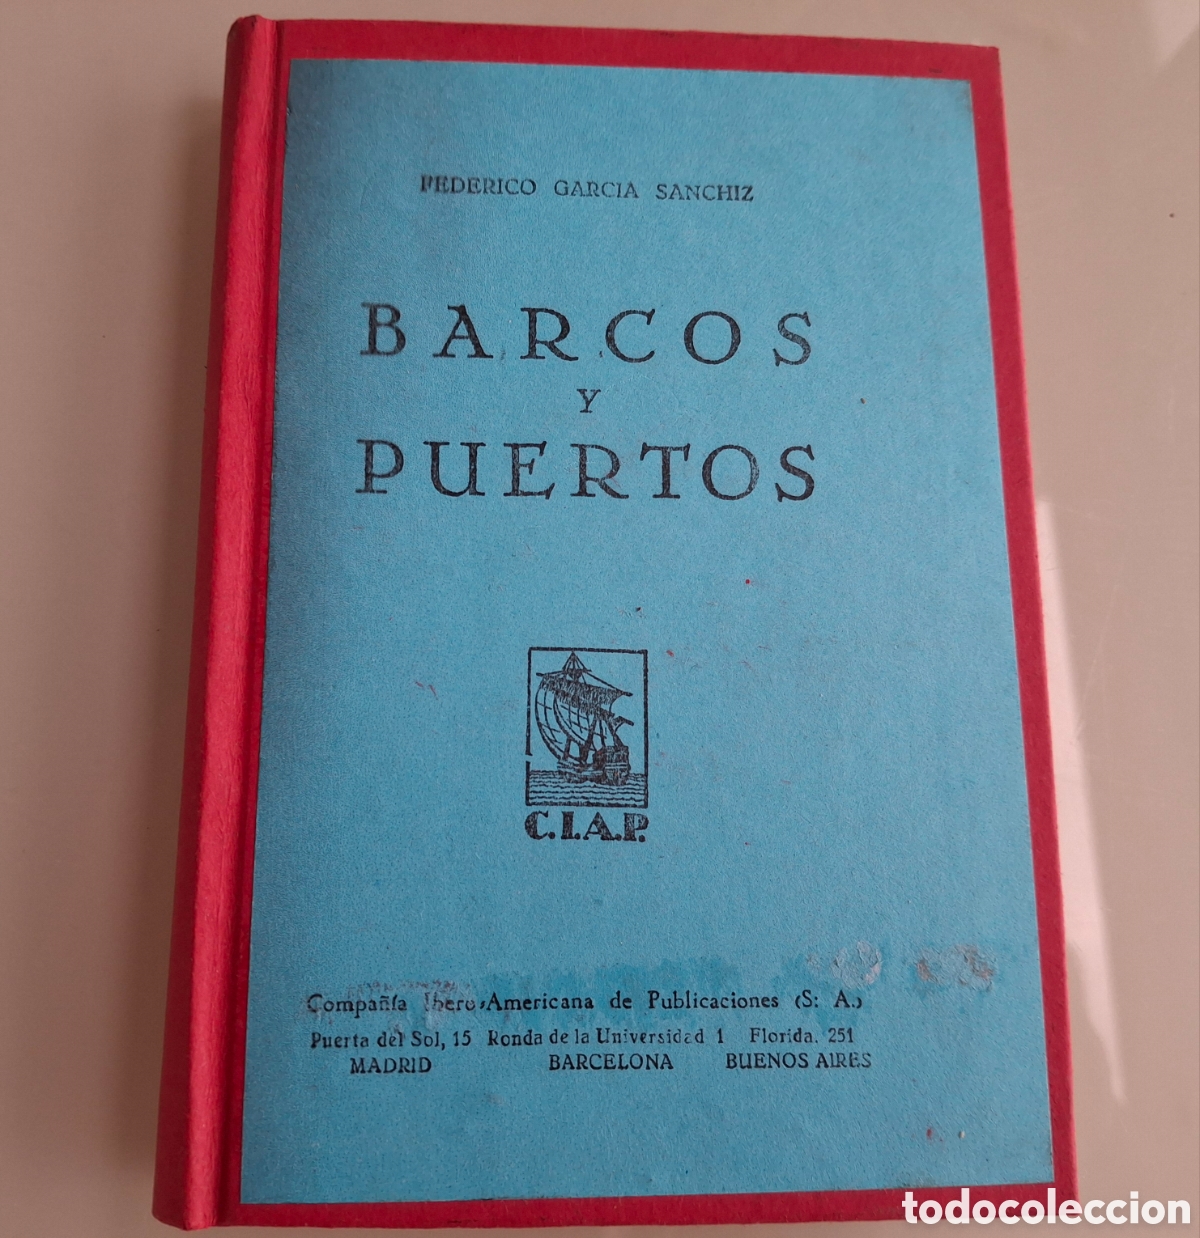 FEDERICO GARCIA SANCHIZ
BARCOS
Y
PUERTOS
C.I.A.P.
Compañía Ibero-Americana de Publicaciones (S. A.)
Puerta del Sol, 15 Ronda de la Universidad 1 Florida. 251
MADRID BARCELONA BUENOS AIRES
todocoleccion